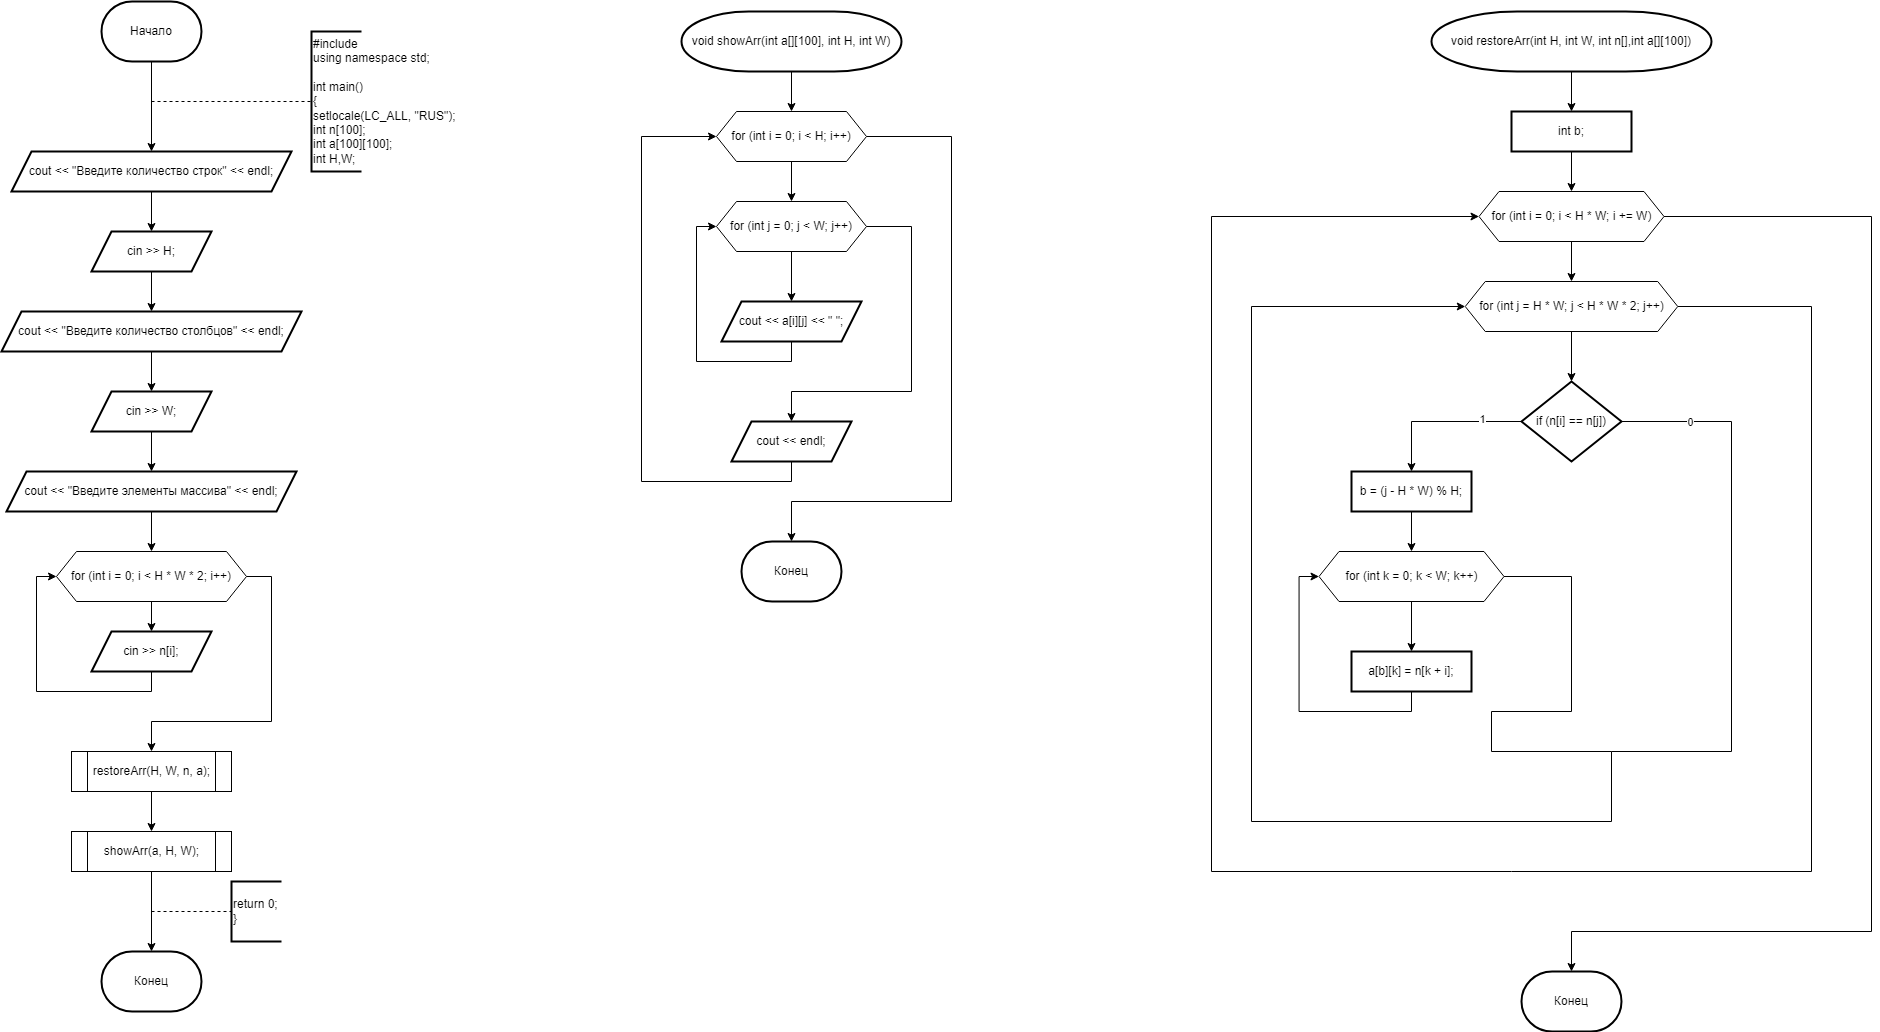 Начало
#include
using namespace std;
int main()
{
setlocale(LC_ALL, "RUS");
int n[100];
int a[100][100];
int H,W;
cout << "Введите количество строк" << endl;
cin >> H;
cout << "Введите количество столбцов" << endl;
cin >> W;
cout << "Введите элементы массива" << endl;
for (int i = 0; i < H * W * 2; i++)
cin >> n[i];
restoreArr(H, W, n, a);
showArr(a, H, W);
return 0;
}
Конец
void showArr(int a[][100], int H, int W)
for (int i = 0; i < H; i++)
for (int j = 0; j < W; j++)
cout << a[i][j] << " ";
cout << endl;
Конец
void restoreArr(int H, int W, int n[],int a[][100])
int b;
for (int i = 0; i < H * W; i += W)
for (int j = H * W; j < H * W * 2; j++)
if (n[i] == n[j])
1
0
b = (j - H * W) % H;
for (int k = 0; k < W; k++)
a[b][k] = n[k + i];
Конец